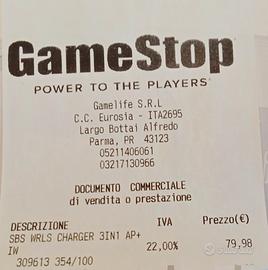 GameStop
POWER TO THE PLAYERS
Gamelife S.R.L
C.C. Eurosia - ITA2695
Largo Bottai Alfredo
Parma, PR 43123
05211406061
03217130966
DOCUMENTO COMMERCIALE
di vendita o prestazione
DESCRIZIONE IVA Prezzo(€)
SBS WRLS CHARGER 3IN1 AP+ 22,00% 79,98
IW
309613 354/100